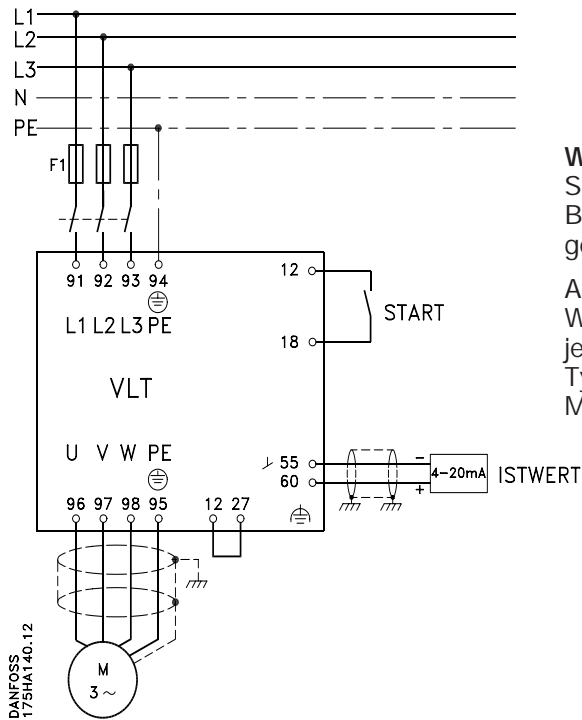 L1
L2
L3
N
PE
F1
91 92 93 94
L1 L2 L3 PE
12
START
18
VLT
U V W PE
55
60
-
+
4-20mA
ISTWERT
96 97 98 95
12 27
M
3 ~
DANFOSS
175HA140.12
W
S
B
g
A
W
je
T
M